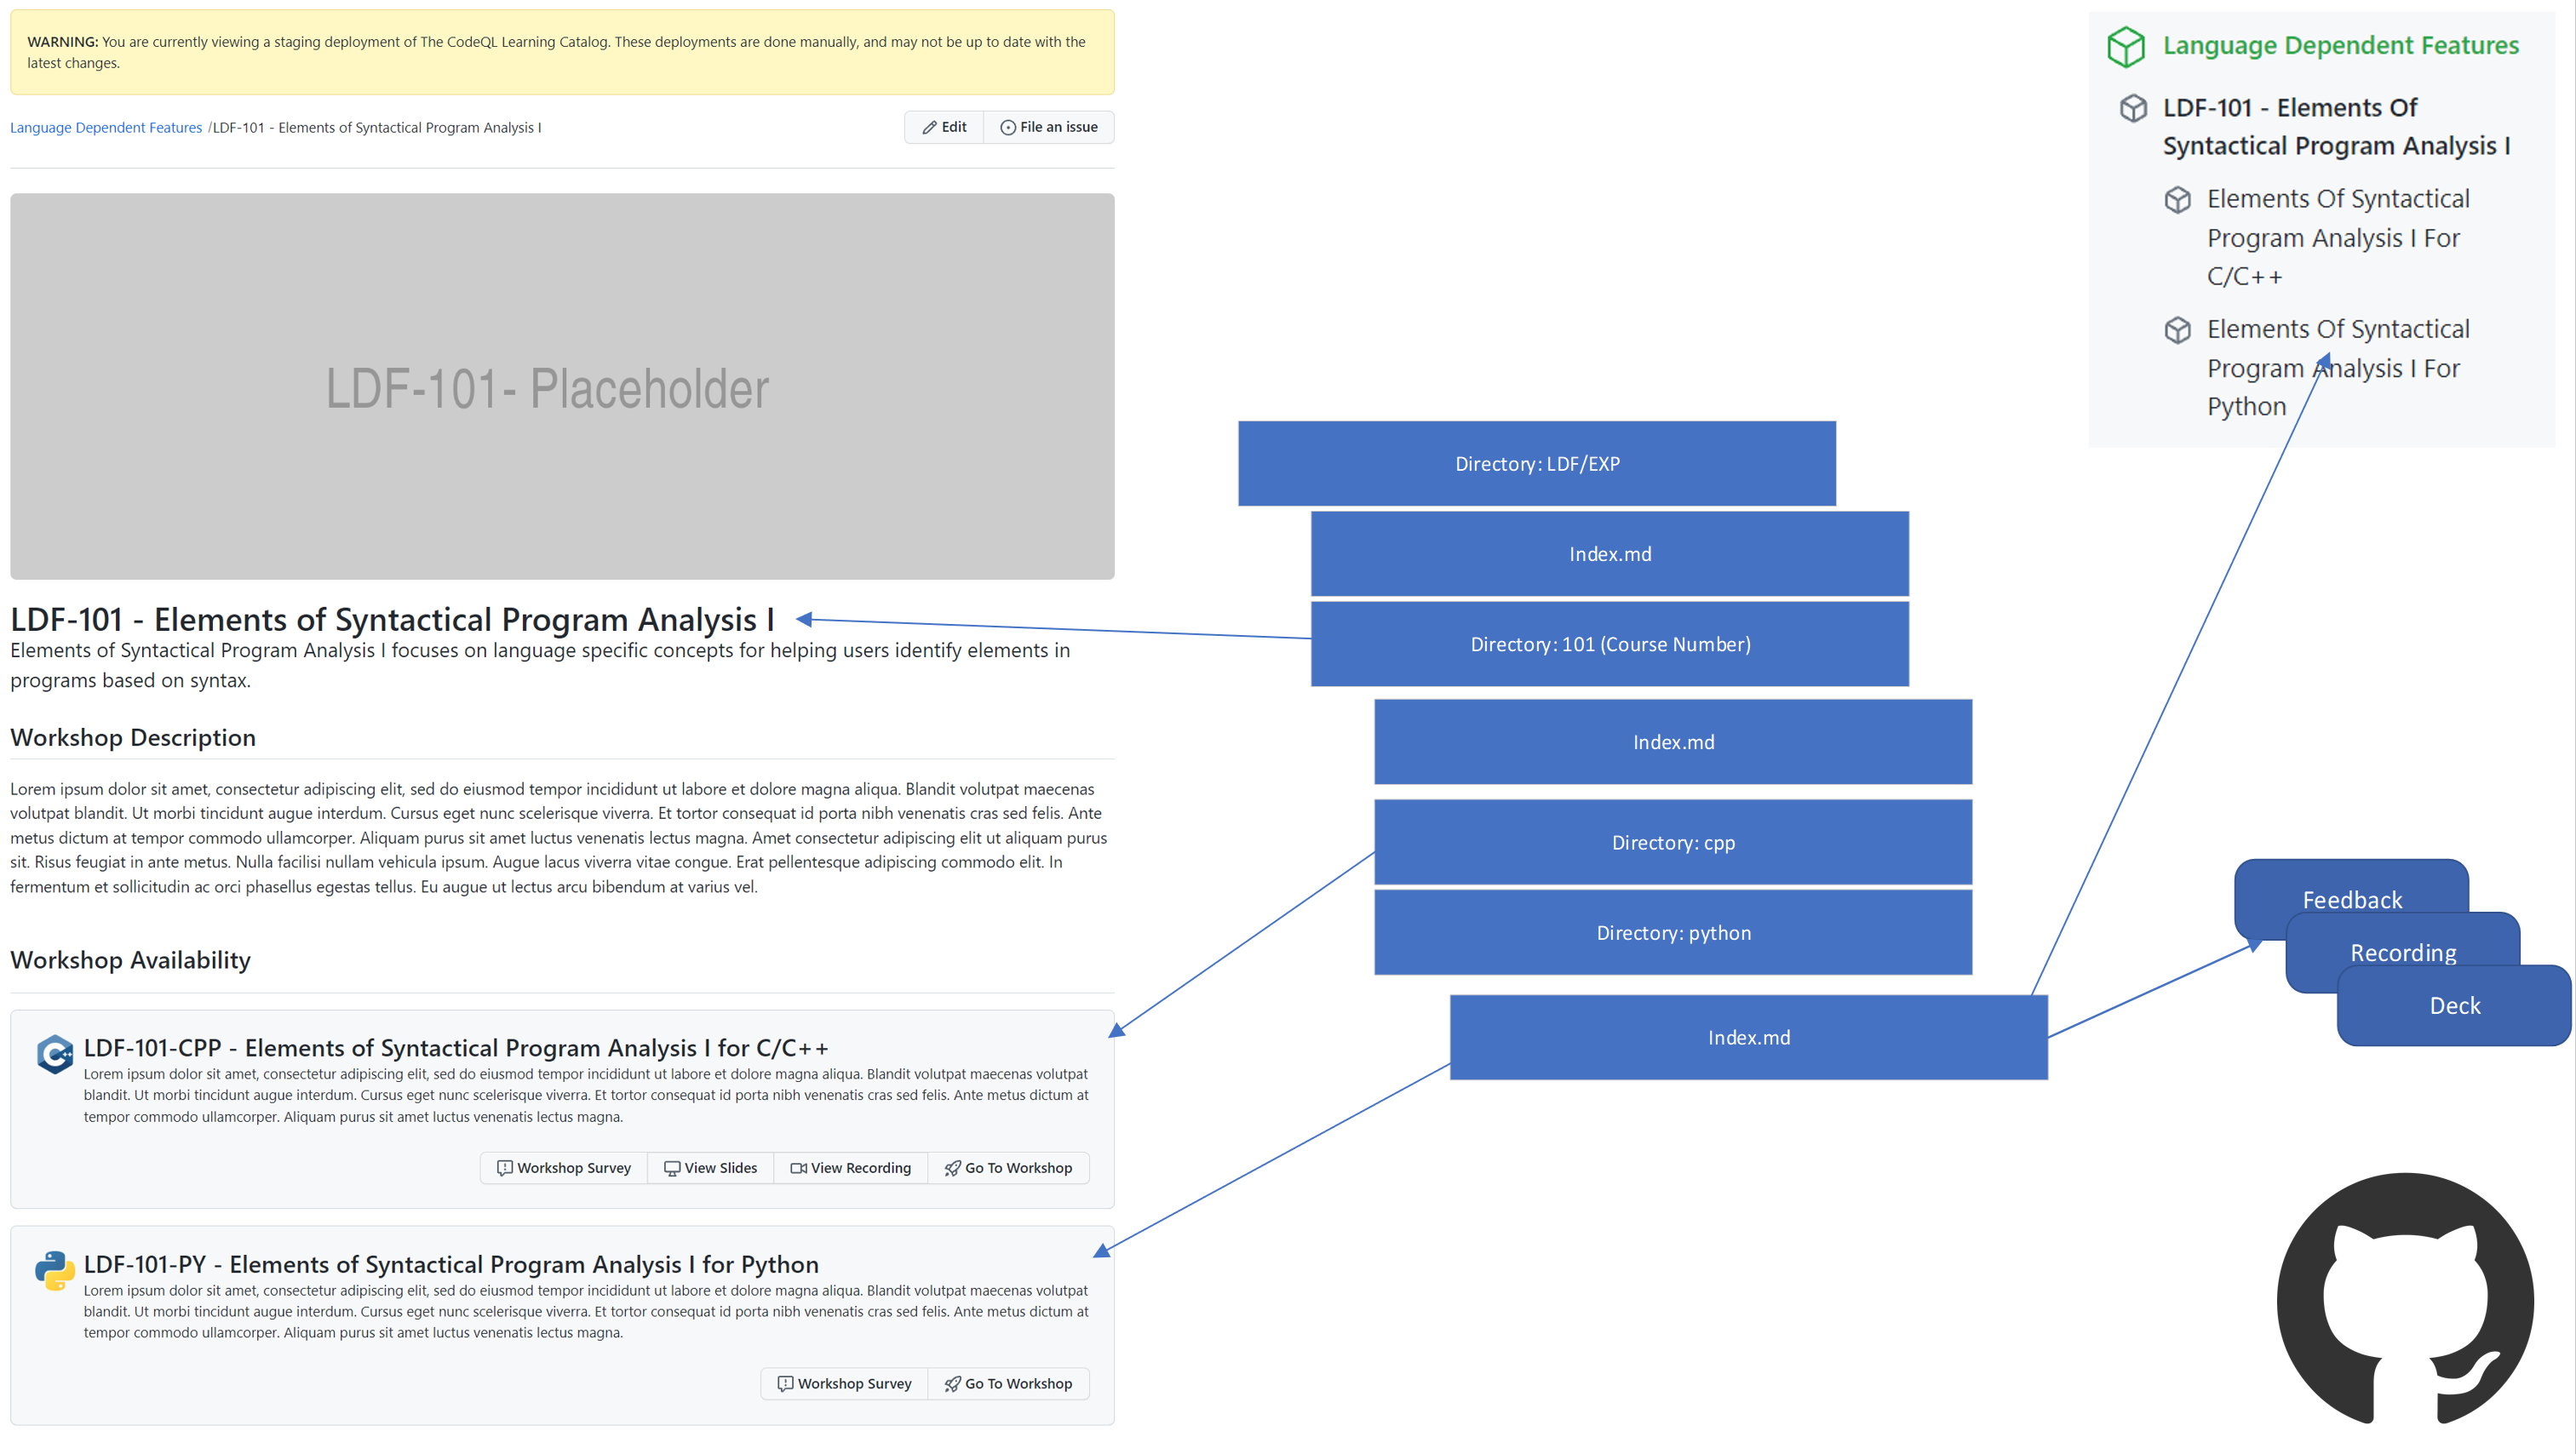 WARNING: You are currently viewing a staging deployment of The CodeQL Learning Catalog. These deployments are done manually, and may not be up to date with the
latest changes.
Language Dependent Features /LDF-101 - Elements of Syntactical Program Analysis I
Edit
File an issue
LDF-101- Placeholder
LDF-101 - Elements of Syntactical Program Analysis I
Elements of Syntactical Program Analysis I focuses on language specific concepts for helping users identify elements in
programs based on syntax.
Workshop Description
Lorem ipsum dolor sit amet, consectetur adipiscing elit, sed do eiusmod tempor incididunt ut labore et dolore magna aliqua. Blandit volutpat maecenas
volutpat blandit. Ut morbi tincidunt augue interdum. Cursus eget nunc scelerisque viverra. Et tortor consequat id porta nibh venenatis cras sed felis. Ante
metus dictum at tempor commodo ullamcorper. Aliquam purus sit amet luctus venenatis lectus magna. Amet consectetur adipiscing elit ut aliquam purus
sit. Risus feugiat in ante metus. Nulla facilisi nullam vehicula ipsum. Augue lacus viverra vitae congue. Erat pellentesque adipiscing commodo elit. In
fermentum et sollicitudin ac orci phasellus egestas tellus. Eu augue ut lectus arcu bibendum at varius vel.
Workshop Availability
LDF-101-CPP - Elements of Syntactical Program Analysis I for C/C++
Lorem ipsum dolor sit amet, consectetur adipiscing elit, sed do eiusmod tempor incididunt ut labore et dolore magna aliqua. Blandit volutpat maecenas volutpat
blandit. Ut morbi tincidunt augue interdum. Cursus eget nunc scelerisque viverra. Et tortor consequat id porta nibh venenatis cras sed felis. Ante metus dictum at
tempor commodo ullamcorper. Aliquam purus sit amet luctus venenatis lectus magna.
Workshop Survey
View Slides
View Recording
Go To Workshop
LDF-101-PY - Elements of Syntactical Program Analysis I for Python
Lorem ipsum dolor sit amet, consectetur adipiscing elit, sed do eiusmod tempor incididunt ut labore et dolore magna aliqua. Blandit volutpat maecenas volutpat
blandit. Ut morbi tincidunt augue interdum. Cursus eget nunc scelerisque viverra. Et tortor consequat id porta nibh venenatis cras sed felis. Ante metus dictum at
tempor commodo ullamcorper. Aliquam purus sit amet luctus venenatis lectus magna.
Workshop Survey
Go To Workshop
Directory: LDF/EXP
Index.md
Directory: 101 (Course Number)
Index.md
Directory: cpp
Directory: python
Index.md
Language Dependent Features
LDF-101 - Elements Of
Syntactical Program Analysis I
Elements Of Syntactical
Program Analysis I For
C/C++
Elements Of Syntactical
Program Analysis I For
Python
Feedback
Recording
Deck